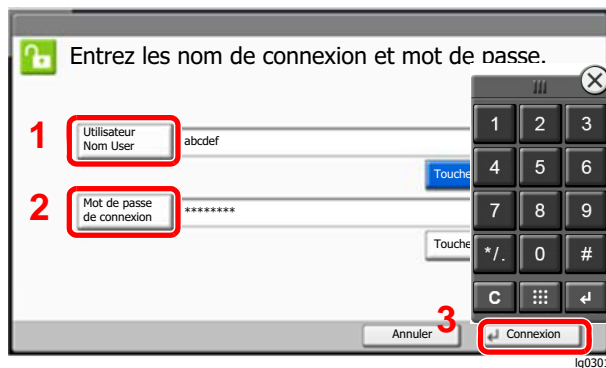 Entrez les nom de connexion et mot de passe.
1
Utilisateur
Nom User
abcdef
Touche
2
Mot de passe
de connexion
********
Touche
1 2 3
4 5 6
7 8 9
*/. 0 #
C
3
Annuler
Connexion
lq0301